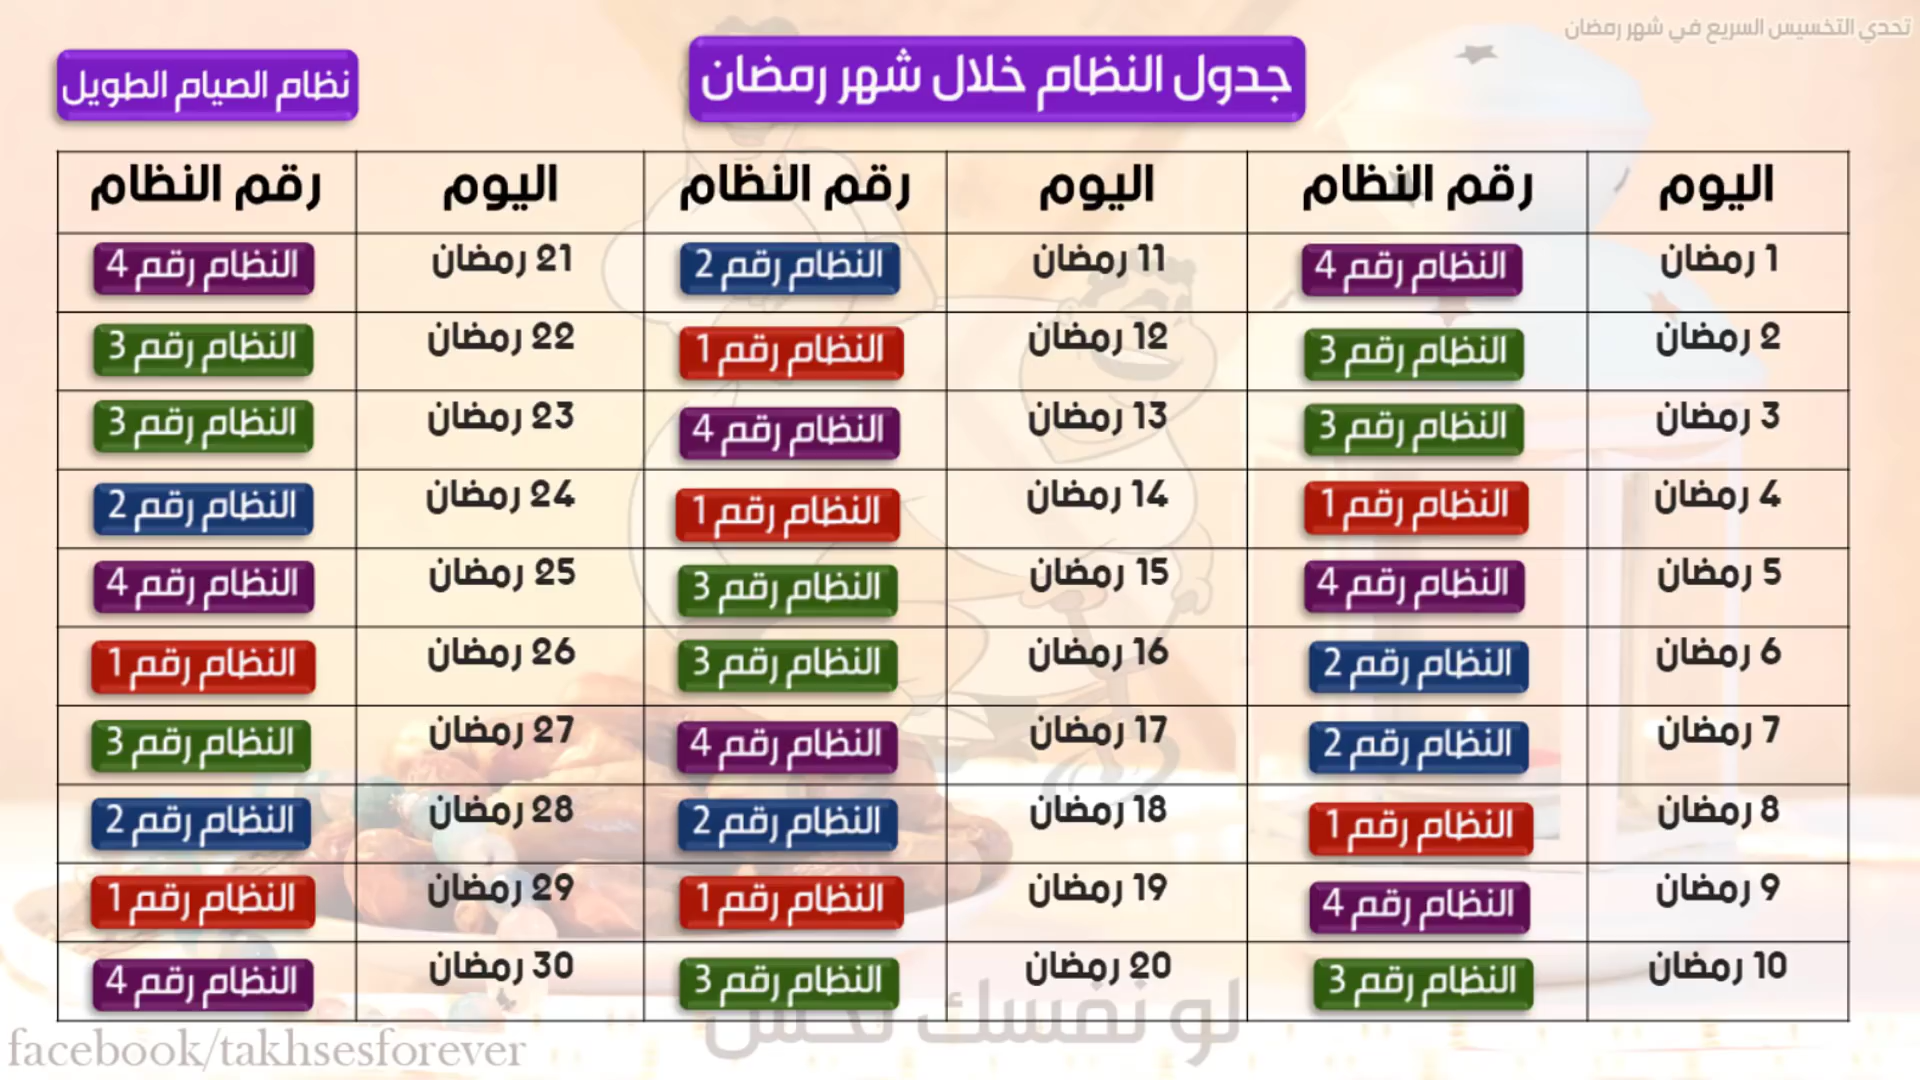 تحدي التخسيس السريع في شهر رمضان
جدول النظام خلال شهر رمضان
نظام الصيام الطويل
اليوم رقم النظام اليوم رقم النظام اليوم رقم النظام
1 رمضان النظام رقم 4 11 رمضان النظام رقم 2 21 رمضان النظام رقم 4
2 رمضان النظام رقم 3 12 رمضان النظام رقم 1 22 رمضان النظام رقم 3
3 رمضان النظام رقم 3 13 رمضان النظام رقم 4 23 رمضان النظام رقم 3
4 رمضان النظام رقم 1 14 رمضان النظام رقم 1 24 رمضان النظام رقم 2
5 رمضان النظام رقم 4 15 رمضان النظام رقم 3 25 رمضان النظام رقم 4
6 رمضان النظام رقم 2 16 رمضان النظام رقم 3 26 رمضان النظام رقم 1
7 رمضان النظام رقم 2 17 رمضان النظام رقم 4 27 رمضان النظام رقم 3
8 رمضان النظام رقم 1 18 رمضان النظام رقم 2 28 رمضان النظام رقم 2
9 رمضان النظام رقم 4 19 رمضان النظام رقم 1 29 رمضان النظام رقم 1
10 رمضان النظام رقم 3 20 رمضان النظام رقم 3 30 رمضان النظام رقم 4
لو نفسك تخس
facebook/takhsesforever